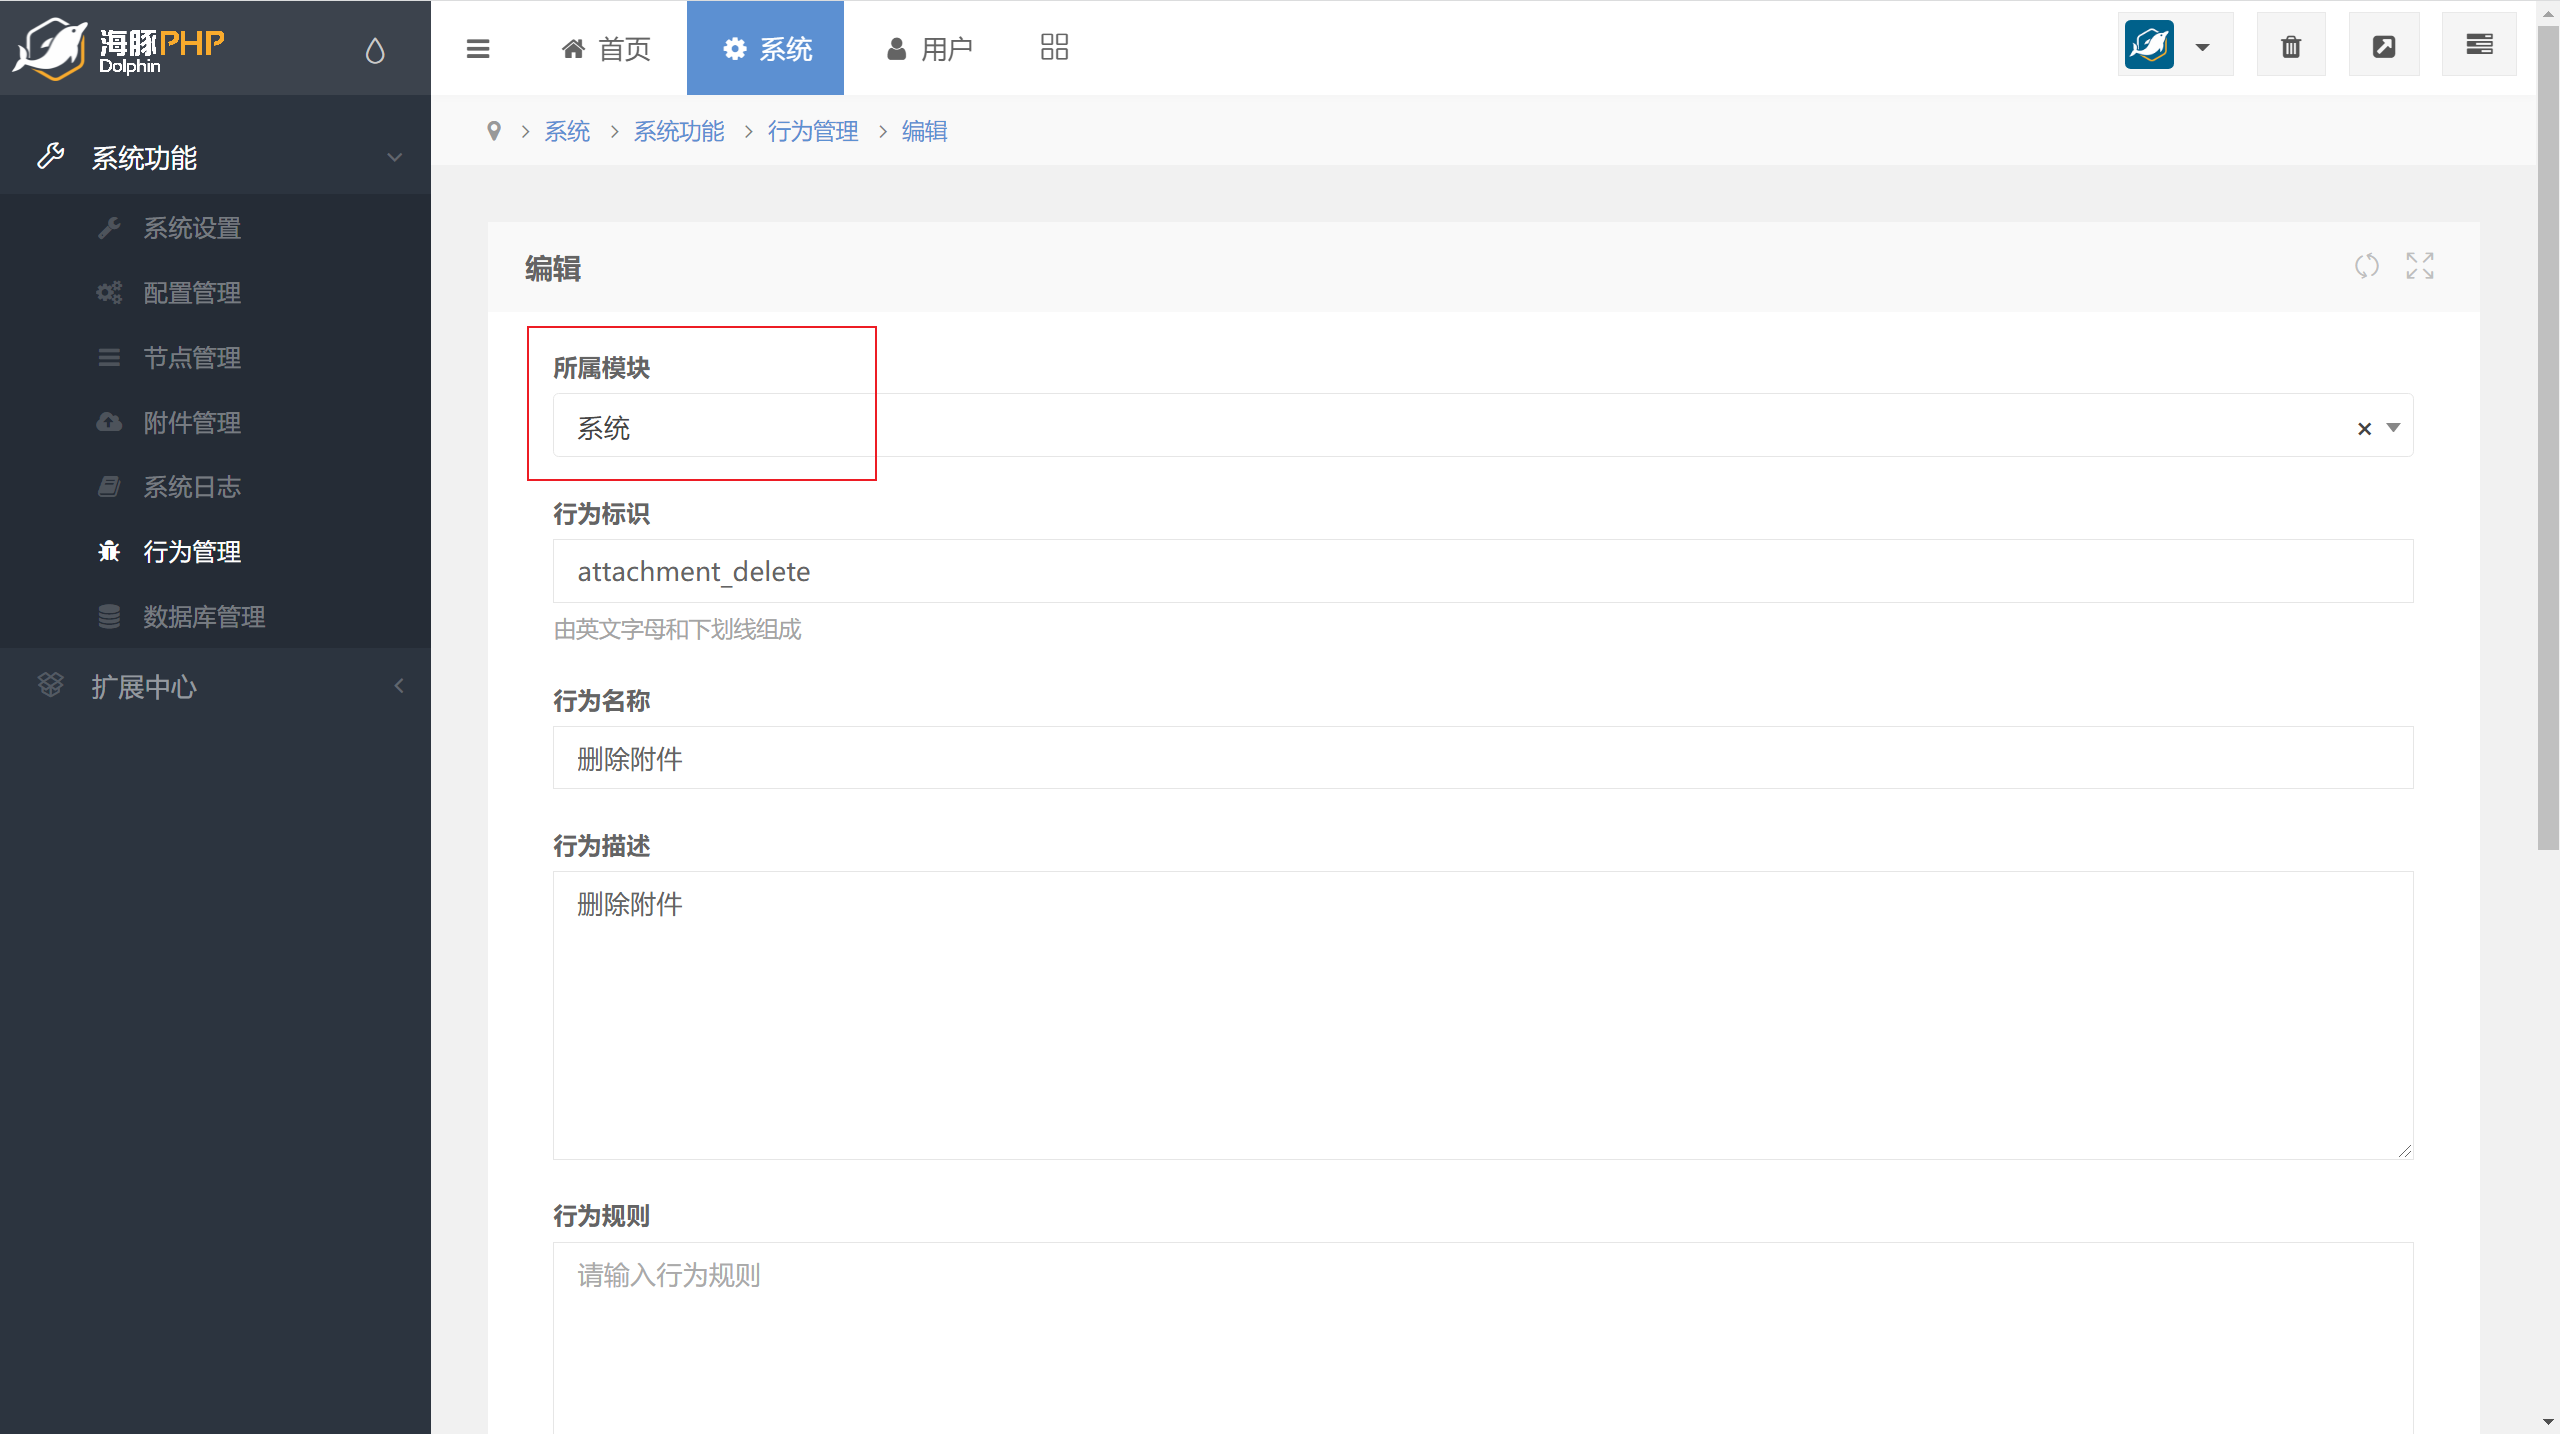 海豚PHP
Dolphin
首页
系统
用户
系统 系统功能 行为管理 编辑
系统功能
系统设置
配置管理
节点管理
附件管理
系统日志
行为管理
数据库管理
扩展中心
编辑
所属模块
系统
行为标识
attachment_delete
由英文字母和下划线组成
行为名称
删除附件
行为描述
删除附件
行为规则
请输入行为规则